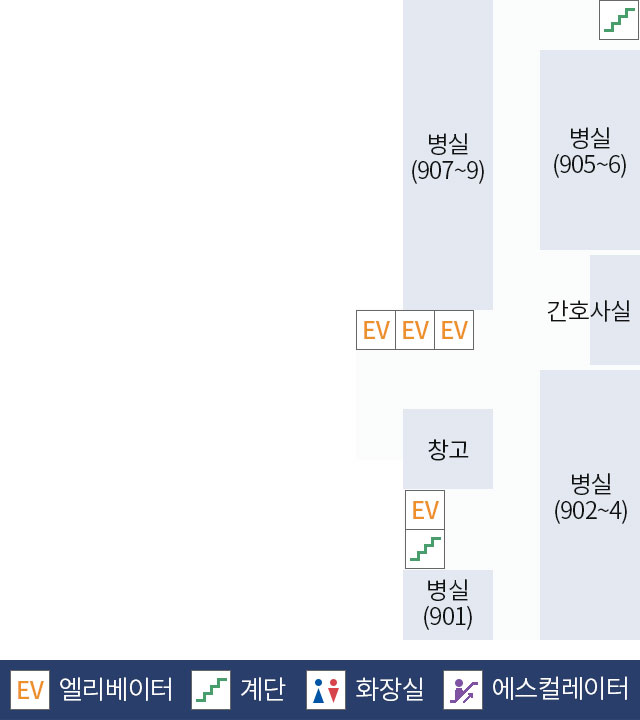 병실
(907~9)
병실
(905~6)
간호사실
EV EV EV
창고
병실
(902~4)
EV
병실
(901)
EV 엘리베이터 계단 화장실 에스컬레이터